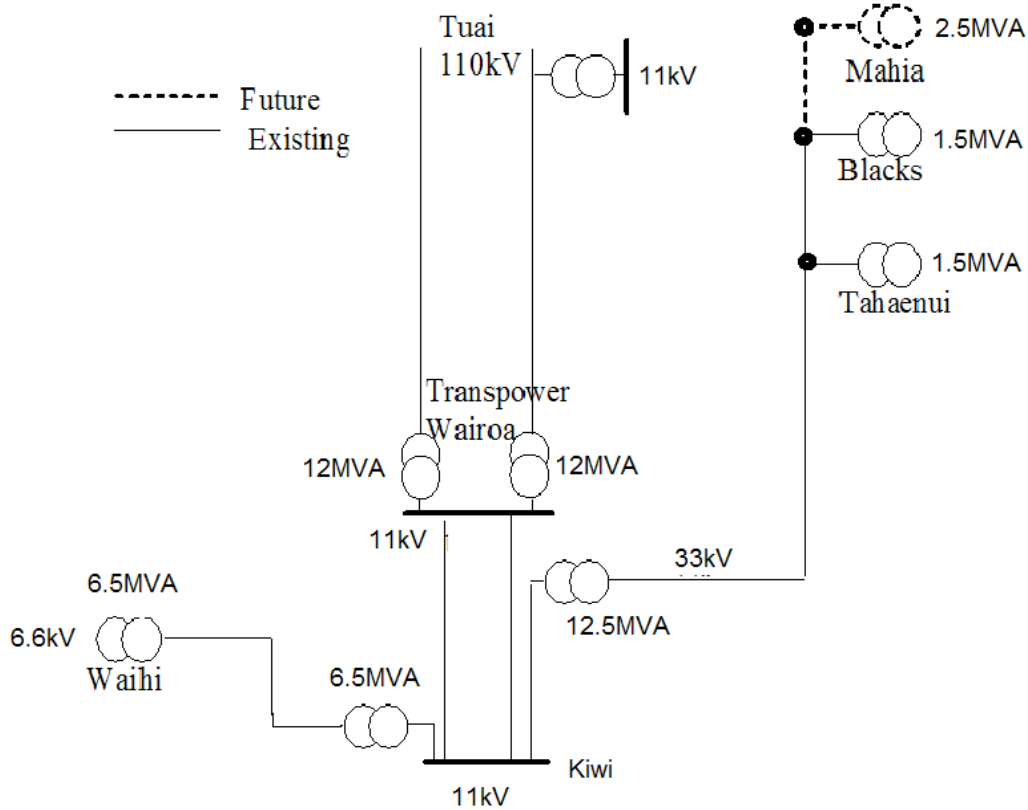 Tuai
110kV
11kV
2.5MVA
Mahia
Future
Existing
1.5MVA
Blacks
1.5MVA
Tahaenui
Transpower
Wairoa
12MVA
12MVA
11kV
33kV
12.5MVA
6.5MVA
6.6kV
Waihi
6.5MVA
Kiwi
11kV